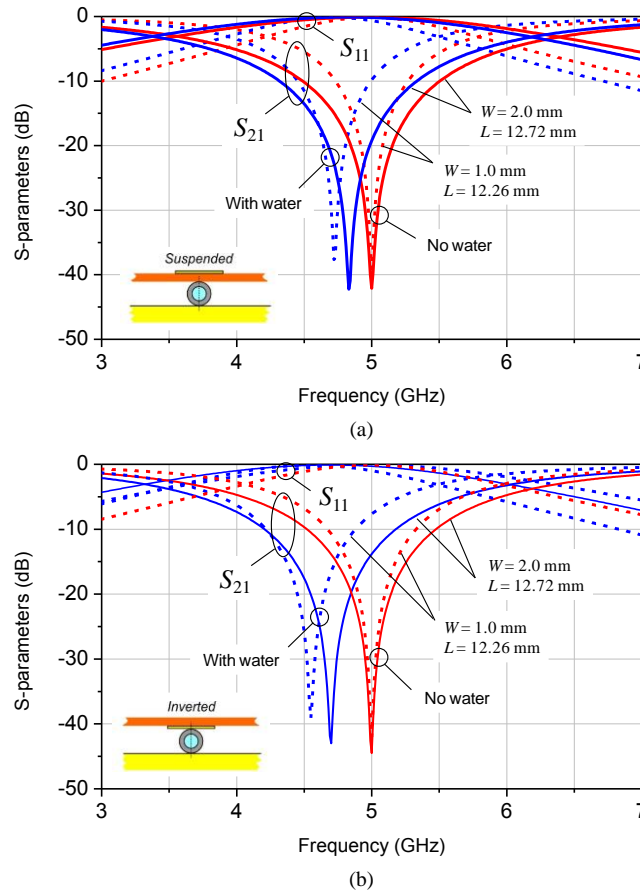 0
-10
-20
-30
-40
-50
3
4
5
6
7
S-parameters (dB)
Frequency (GHz)
S11
S21
With water
No water
W = 2.0 mm
L = 12.72 mm
W = 1.0 mm
L = 12.26 mm
Suspended
(a)
0
-10
-20
-30
-40
-50
3
4
5
6
7
S-parameters (dB)
Frequency (GHz)
S11
S21
With water
No water
W = 2.0 mm
L = 12.72 mm
W = 1.0 mm
L = 12.26 mm
Inverted
(b)